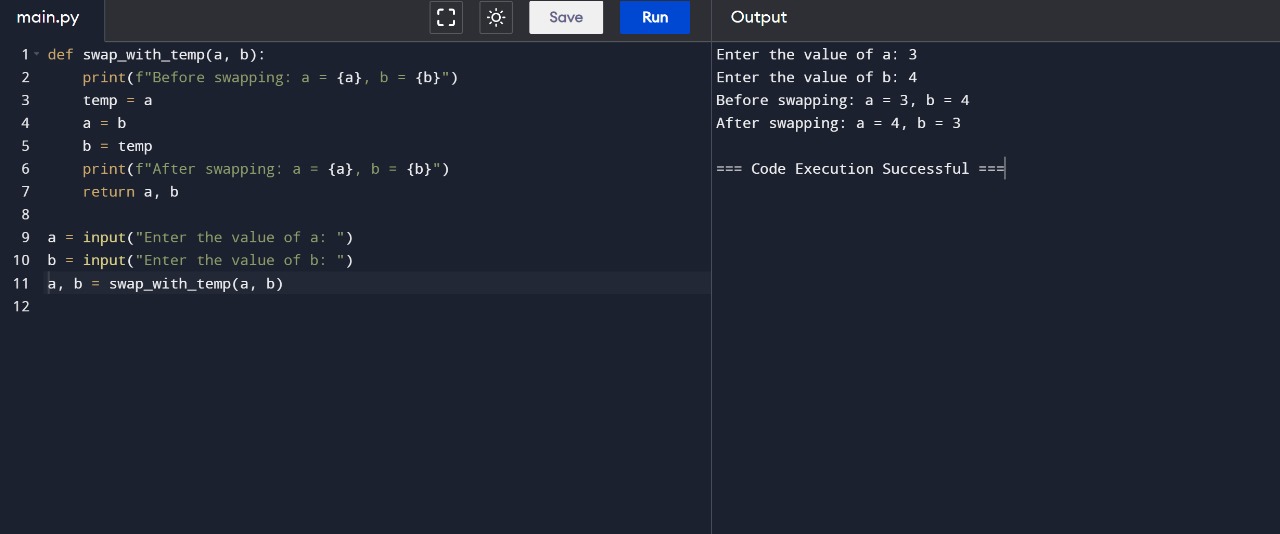 main.py
Save
Run
Output
1 def swap_with_temp(a, b):
2     print(f"Before swapping: a = {a}, b = {b}")
3     temp = a
4     a = b
5     b = temp
6     print(f"After swapping: a = {a}, b = {b}")
7     return a, b
8
9 a = input("Enter the value of a: ")
10 b = input("Enter the value of b: ")
11 a, b = swap_with_temp(a, b)
12
Enter the value of a: 3
Enter the value of b: 4
Before swapping: a = 3, b = 4
After swapping: a = 4, b = 3
=== Code Execution Successful ===